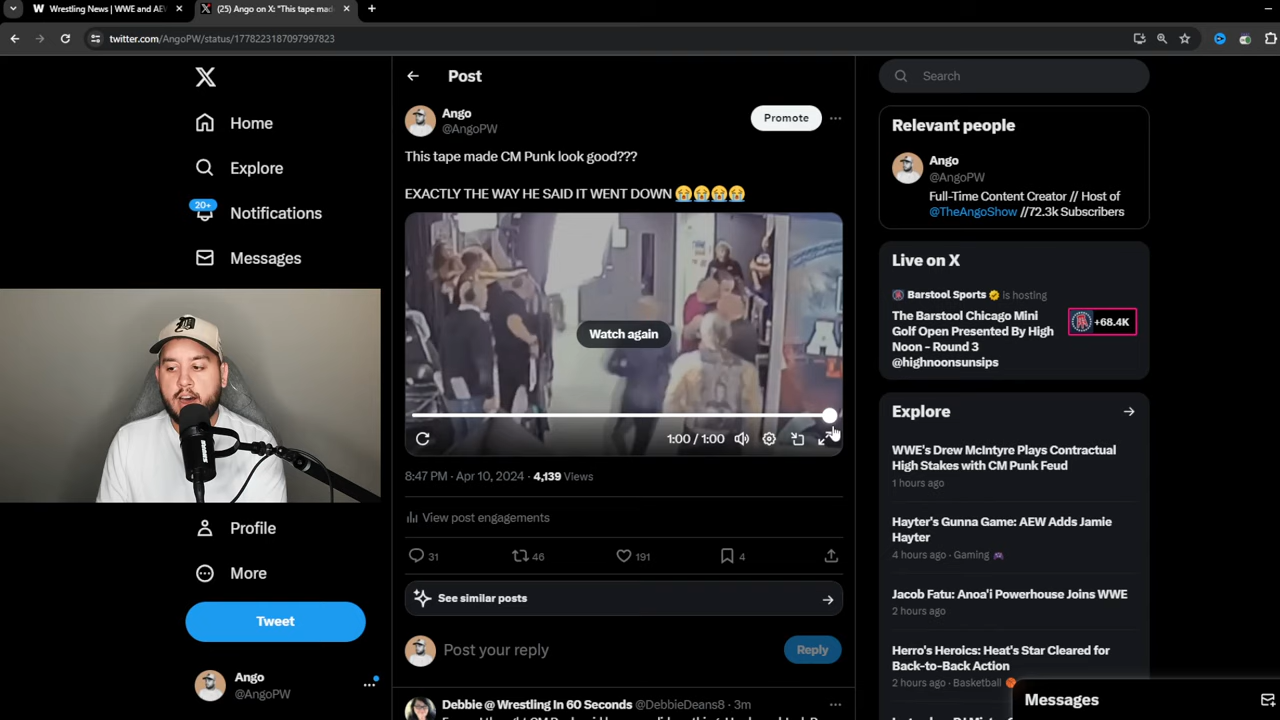 Wrestling News | WWE and AE
(25) Ango on X: "This tape mad
twitter.com/AngoPW/status/1778223187097997823
Home
Explore
20+
Notifications
Messages
Profile
More
Tweet
Ango
@AngoPW
Post
Ango
@AngoPW
Promote
This tape made CM Punk look good???
EXACTLY THE WAY HE SAID IT WENT DOWN 😭😭😭😭
Watch again
1:00 / 1:00
8:47 PM · Apr 10, 2024 · 4,139 Views
View post engagements
31
46
191
4
See similar posts
Post your reply
Reply
Debbie @ Wrestling In 60 Seconds @DebbieDeans8 · 3m
Search
Relevant people
Ango
@AngoPW
Full-Time Content Creator // Host of
@TheAngoShow //72.3k Subscribers
Live on X
Barstool Sports is hosting
The Barstool Chicago Mini
Golf Open Presented By High
Noon - Round 3
@highnoonsunsips
+68.4K
Explore
WWE's Drew McIntyre Plays Contractual
High Stakes with CM Punk Feud
1 hours ago
Hayter's Gunna Game: AEW Adds Jamie
Hayter
4 hours ago · Gaming 🎮
Jacob Fatu: Anoa'i Powerhouse Joins WWE
2 hours ago
Herro's Heroics: Heat's Star Cleared for
Back-to-Back Action
2 hours ago · Basketball 🏀
Messages